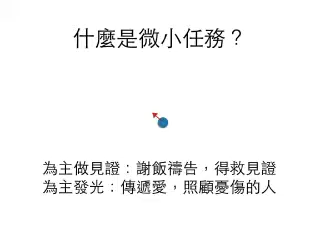 什麼是微小任務？
為主做見證：謝飯禱告，得救見證
為主發光：傳遞愛，照顧憂傷的人